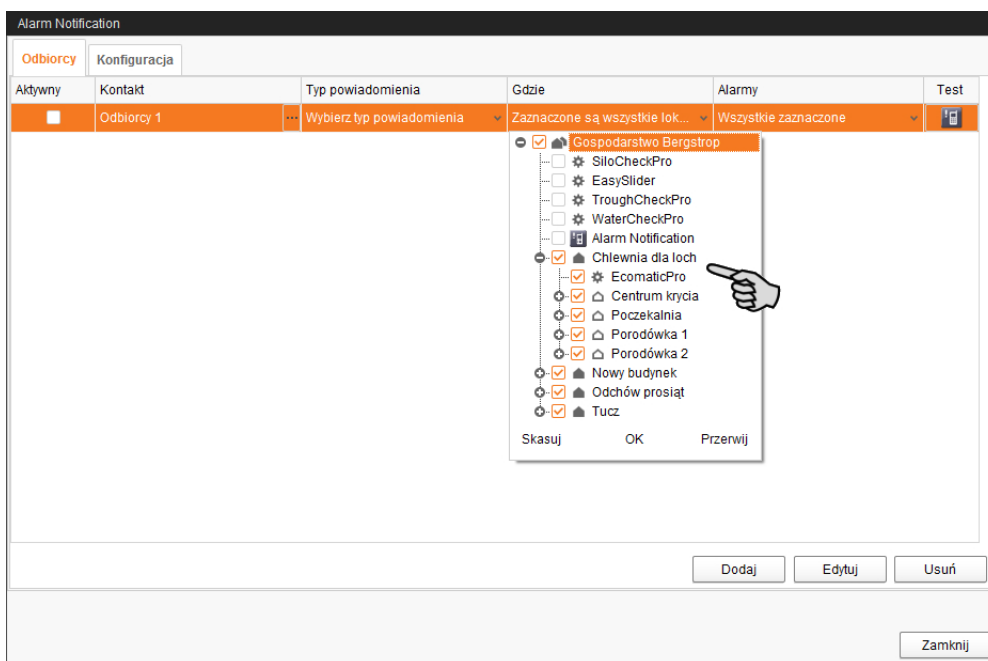 Alarm Notification
Odbiorcy Konfiguracja
Aktywny Kontakt Typ powiadomienia Gdzie Alarmy Test
Odbiorcy 1 ... Wybierz typ powiadomienia Zaznaczone są wszystkie lok... Wszystkie zaznaczone
Gospodarstwo Bergstrop
SiloCheckPro
EasySlider
TroughCheckPro
WaterCheckPro
Alarm Notification
Chlewnia dla loch
EcomaticPro
Centrum krycia
Poczekalnia
Porodówka 1
Porodówka 2
Nowy budynek
Odchów prosiąt
Tucz
Skasuj OK Przerwij
Dodaj Edytuj Usuń
Zamknij